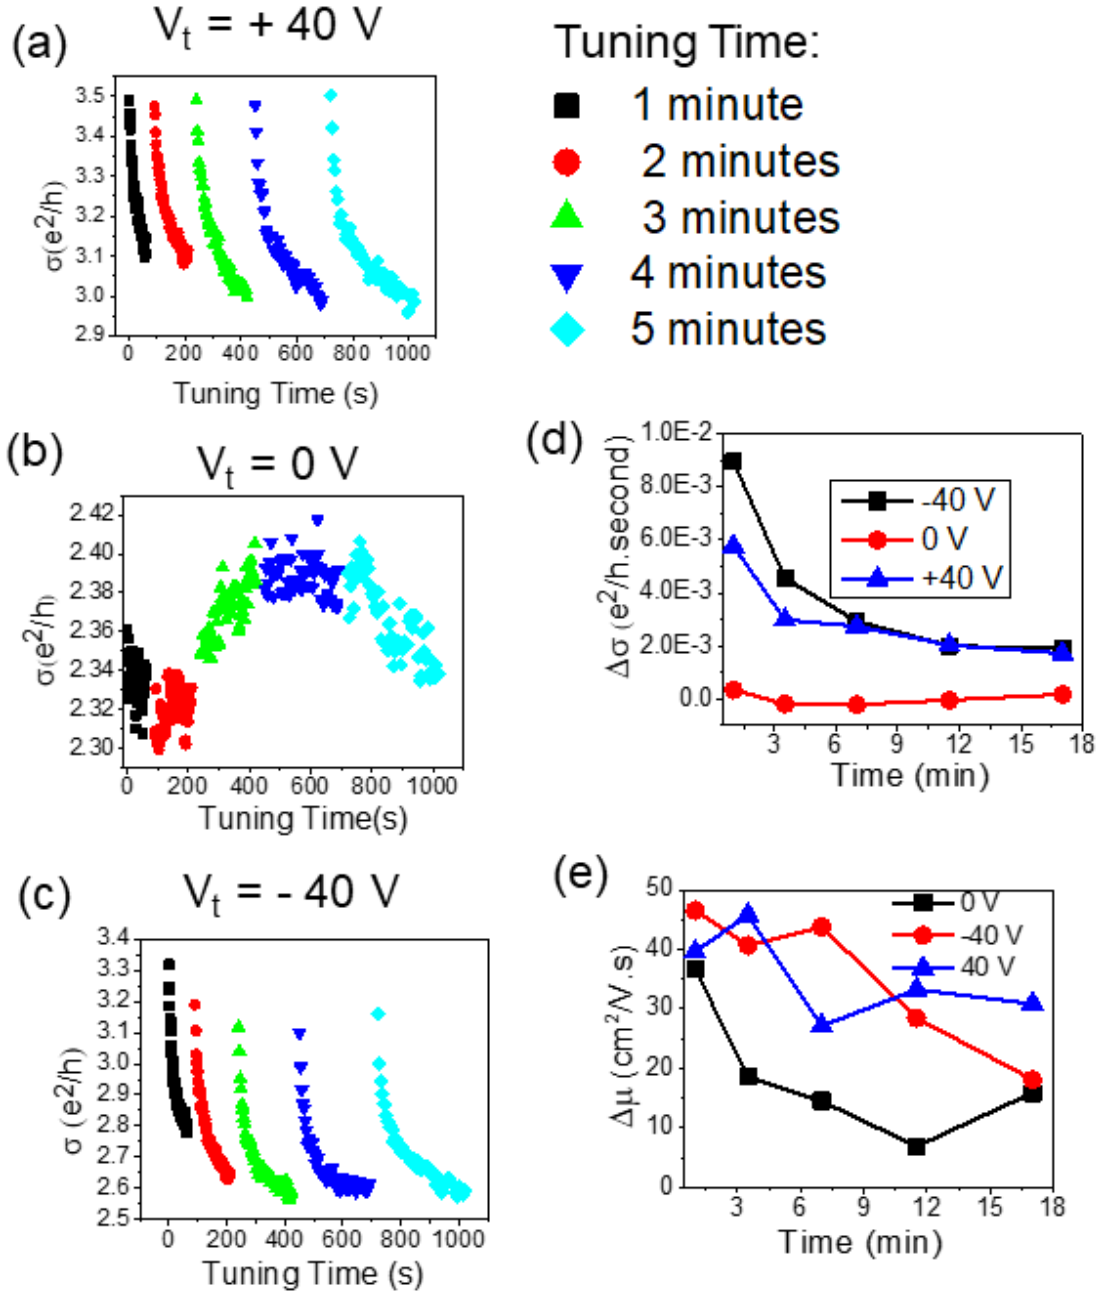 (a)
V_t = + 40 V
3.5
3.4
3.3
3.2
3.1
3.0
2.9
σ(e²/h)
0 200 400 600 800 1000
Tuning Time (s)
Tuning Time:
1 minute
2 minutes
3 minutes
4 minutes
5 minutes
(b)
V_t = 0 V
2.42
2.40
2.38
2.36
2.34
2.32
2.30
σ(e²/h)
0 200 400 600 800 1000
Tuning Time(s)
(c)
V_t = - 40 V
3.4
3.3
3.2
3.1
3.0
2.9
2.8
2.7
2.6
2.5
σ (e²/h)
0 200 400 600 800 1000
Tuning Time (s)
(d)
1.0E-2
8.0E-3
6.0E-3
4.0E-3
2.0E-3
0.0
Δσ (e²/h.second)
-40 V
0 V
+40 V
3 6 9 12 15 18
Time (min)
(e)
50
40
30
20
10
0
Δμ (cm²/V.s)
0 V
-40 V
40 V
3 6 9 12 15 18
Time (min)